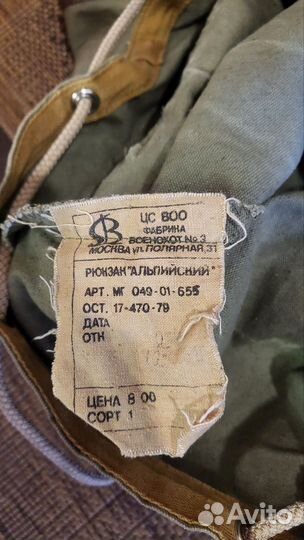 ЦС ВОО
ФАБРИКА
ВОЕНОХОТ № 3
МОСКВА УЛ. ПОЛЯРНАЯ, 31
РЮКЗАК "АЛЬПИЙСКИЙ"
АРТ. МГ 049-01-655
ОСТ. 17-470-79
ДАТА
ОТК
ЦЕНА 8 00
СОРТ 1
Avito